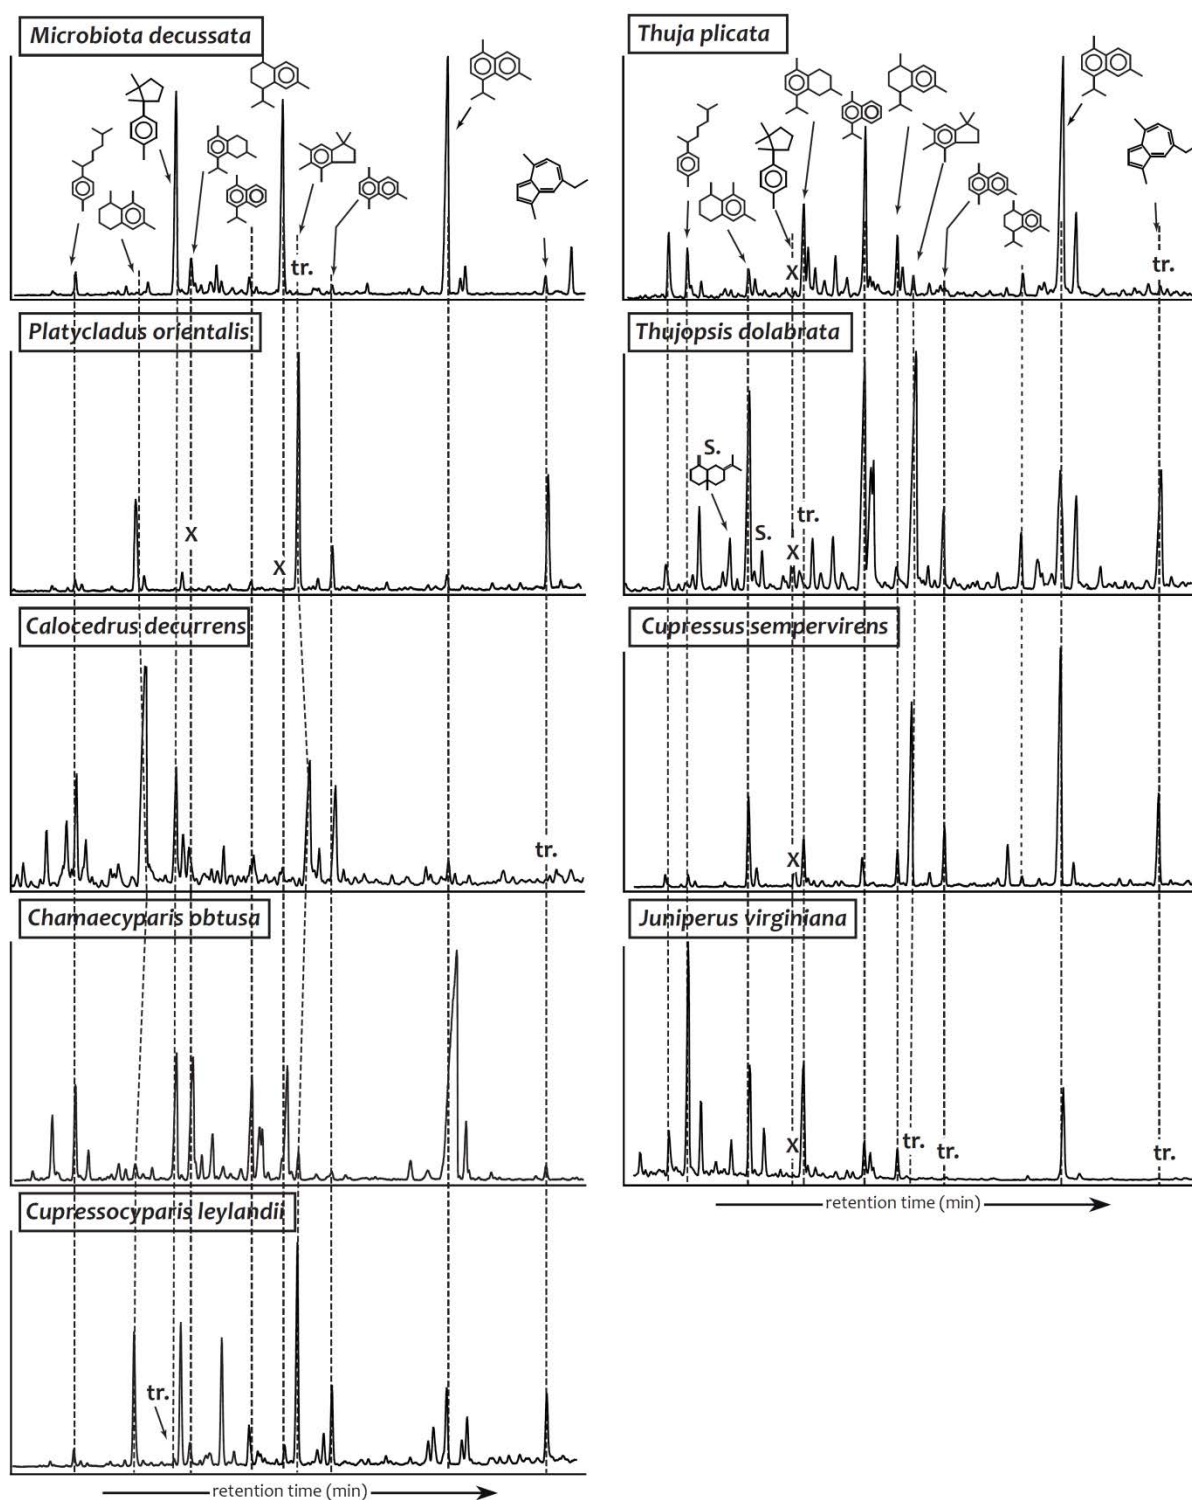 Microbiota decussata
tr.
Platycladus orientalis
X
X
Calocedrus decurrens
tr.
Chamaecyparis obtusa
Cupressocyparis leylandii
tr.
retention time (min)
Thuja plicata
X
tr.
Thujopsis dolabrata
S.
S.
tr.
X
Cupressus sempervirens
X
Juniperus virginiana
X
tr.
tr.
tr.
retention time (min)